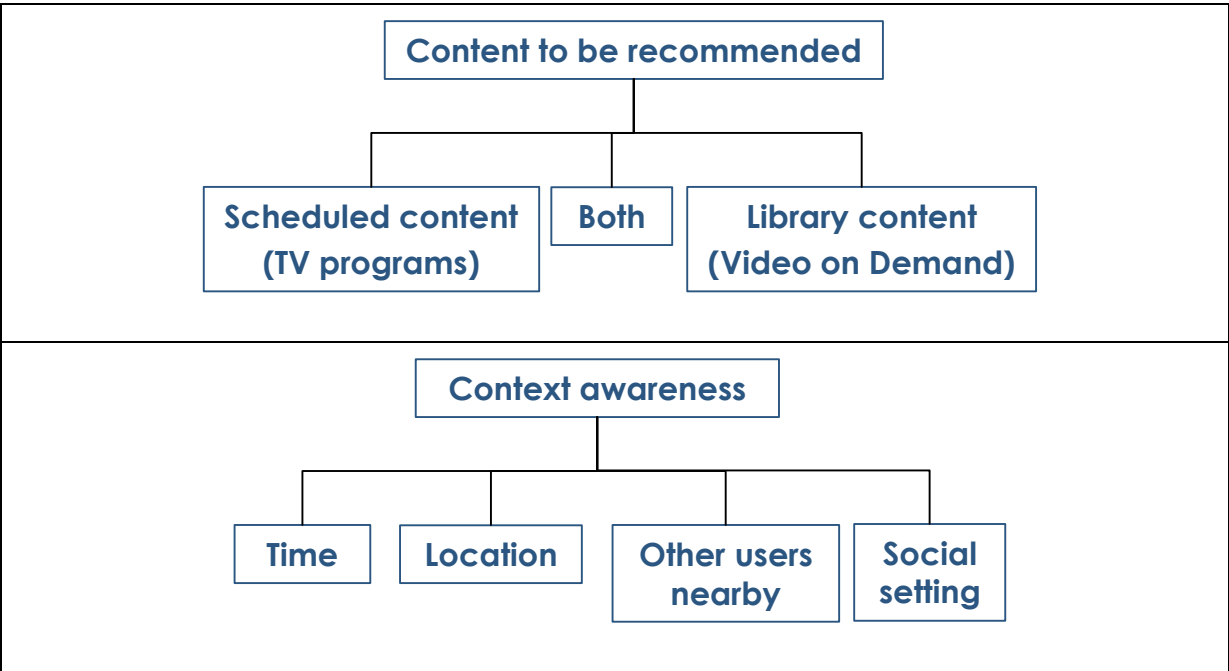 Content to be recommended
Scheduled content
(TV programs)
Both
Library content
(Video on Demand)
Context awareness
Time
Location
Other users
nearby
Social
setting